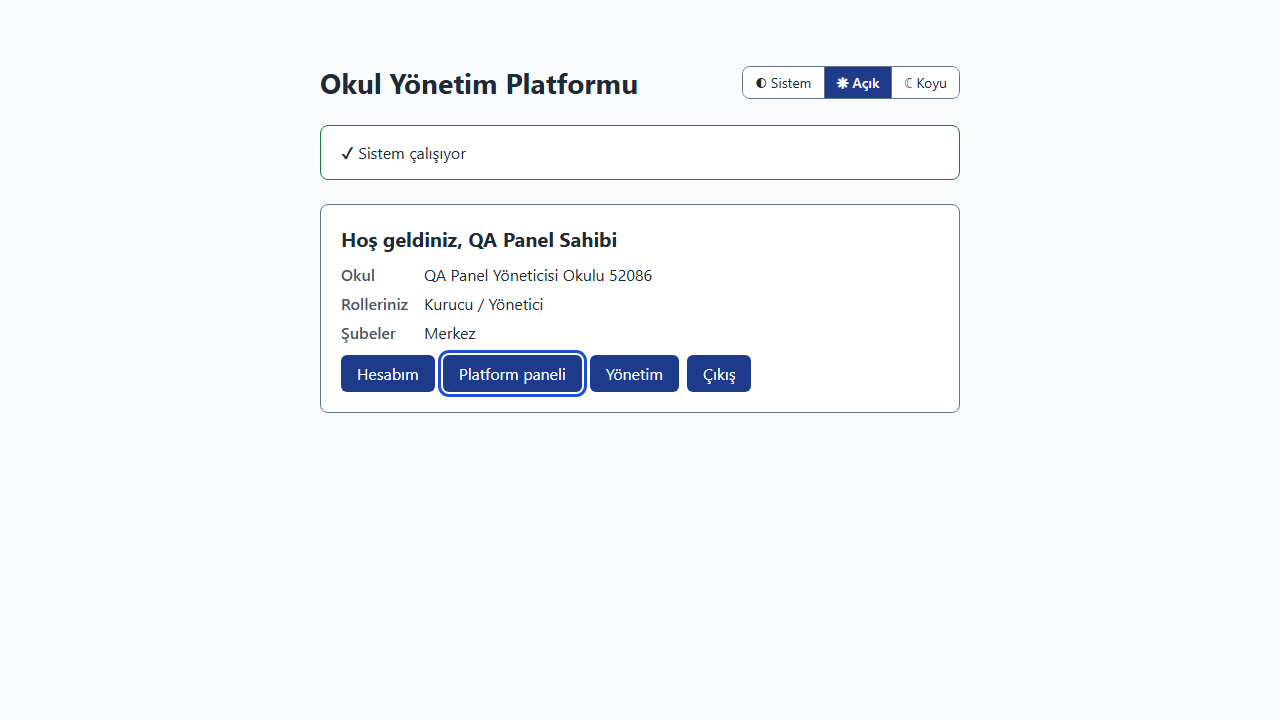 Okul Yönetim Platformu
◐ Sistem ❋ Açık ☾ Koyu
✓ Sistem çalışıyor
Hoş geldiniz, QA Panel Sahibi
Okul QA Panel Yöneticisi Okulu 52086
Rolleriniz Kurucu / Yönetici
Şubeler Merkez
Hesabım Platform paneli Yönetim Çıkış